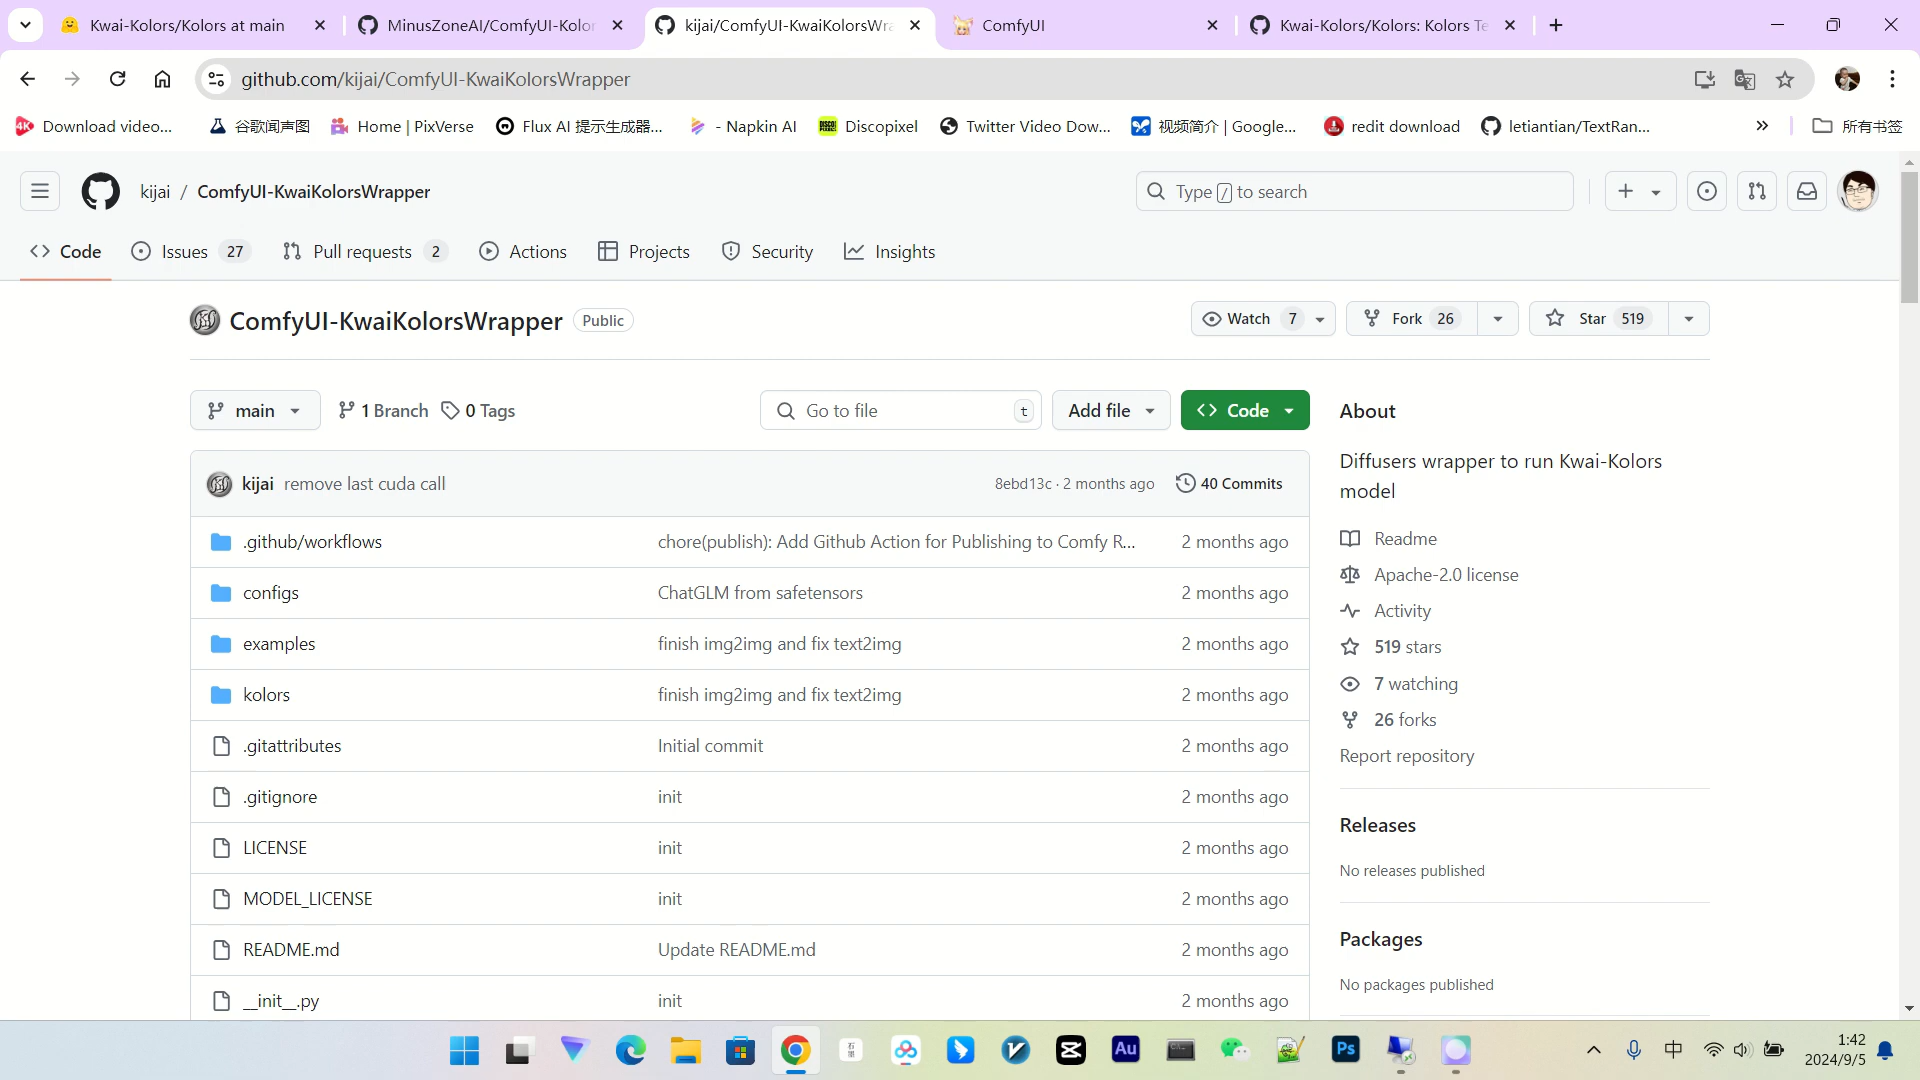 Kwai-Kolors/Kolors at main
MinusZoneAI/ComfyUI-Kolor
kijai/ComfyUI-KwaiKolorsWra
ComfyUI
Kwai-Kolors/Kolors: Kolors Te
github.com/kijai/ComfyUI-KwaiKolorsWrapper
4K Download video...
谷歌闻声图
Home | PixVerse
Flux AI 提示生成器...
- Napkin AI
Discopixel
Twitter Video Dow...
视频简介 | Google...
redit download
letiantian/TextRan...
所有书签
kijai / ComfyUI-KwaiKolorsWrapper
Type / to search
Code
Issues 27
Pull requests 2
Actions
Projects
Security
Insights
ComfyUI-KwaiKolorsWrapper Public
Watch 7
Fork 26
Star 519
main
1 Branch
0 Tags
Go to file t
Add file
Code
kijai remove last cuda call 8ebd13c · 2 months ago 40 Commits
.github/workflows chore(publish): Add Github Action for Publishing to Comfy R... 2 months ago
configs ChatGLM from safetensors 2 months ago
examples finish img2img and fix text2img 2 months ago
kolors finish img2img and fix text2img 2 months ago
.gitattributes Initial commit 2 months ago
.gitignore init 2 months ago
LICENSE init 2 months ago
MODEL_LICENSE init 2 months ago
README.md Update README.md 2 months ago
__init__.py init 2 months ago
About
Diffusers wrapper to run Kwai-Kolors
model
Readme
Apache-2.0 license
Activity
519 stars
7 watching
26 forks
Report repository
Releases
No releases published
Packages
No packages published
Au
Ps
中
1:42
2024/9/5